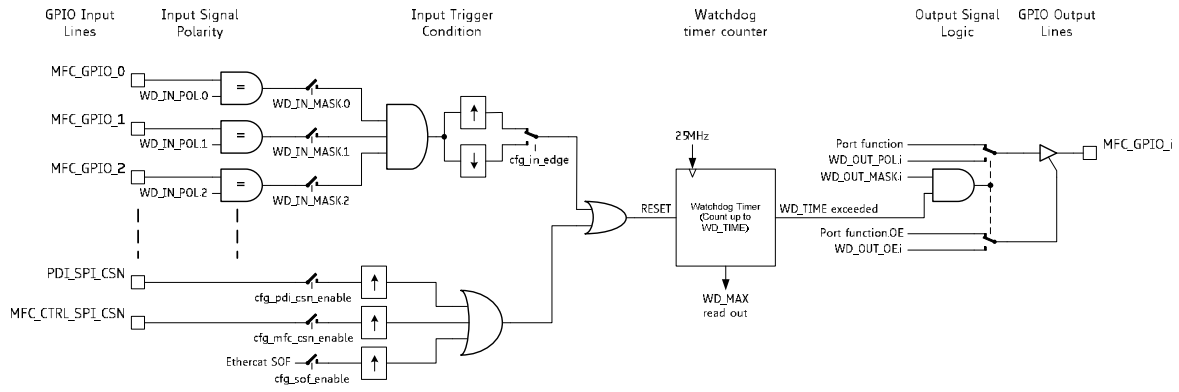 GPIO Input
Lines
Input Signal
Polarity
Input Trigger
Condition
Watchdog
timer counter
Output Signal
Logic
GPIO Output
Lines
MFC_GPIO_0
WD_IN_POL.0
=
WD_IN_MASK.0
MFC_GPIO_1
WD_IN_POL.1
=
WD_IN_MASK.1
MFC_GPIO_2
WD_IN_POL.2
=
WD_IN_MASK.2
cfg_in_edge
PDI_SPI_CSN
cfg_pdi_csn_enable
MFC_CTRL_SPI_CSN
cfg_mfc_csn_enable
Ethercat SOF
cfg_sof_enable
25MHz
RESET
Watchdog Timer
(Count up to
WD_TIME)
WD_TIME exceeded
WD_MAX
read out
Port function
WD_OUT_POL.i
WD_OUT_MASK.i
Port function.OE
WD_OUT_OE.i
MFC_GPIO_i